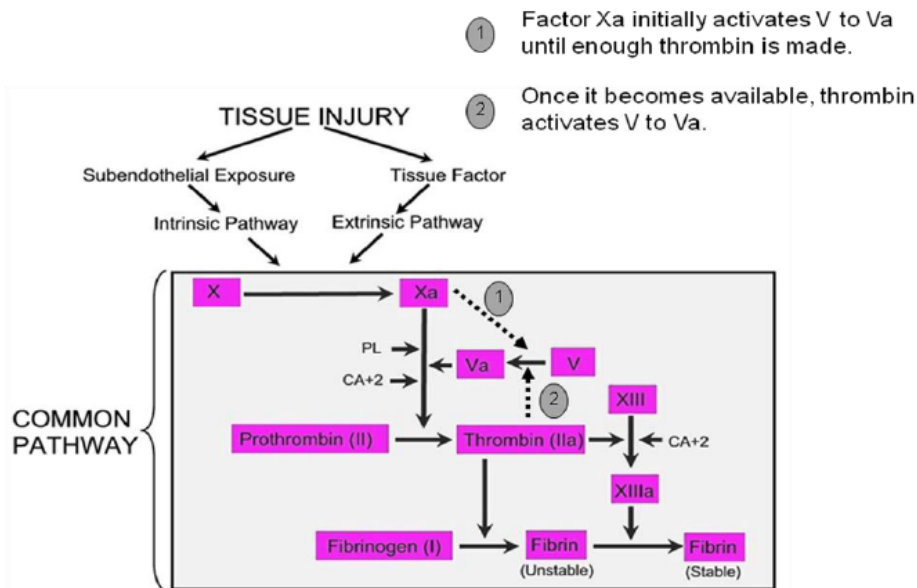 1 Factor Xa initially activates V to Va
until enough thrombin is made.
2 Once it becomes available, thrombin
activates V to Va.
TISSUE INJURY
Subendothelial Exposure
Tissue Factor
Intrinsic Pathway
Extrinsic Pathway
COMMON
PATHWAY
X
Xa
1
PL
Va
V
CA+2
2
XIII
Prothrombin (II)
Thrombin (IIa)
CA+2
XIIIa
Fibrinogen (I)
Fibrin
(Unstable)
Fibrin
(Stable)